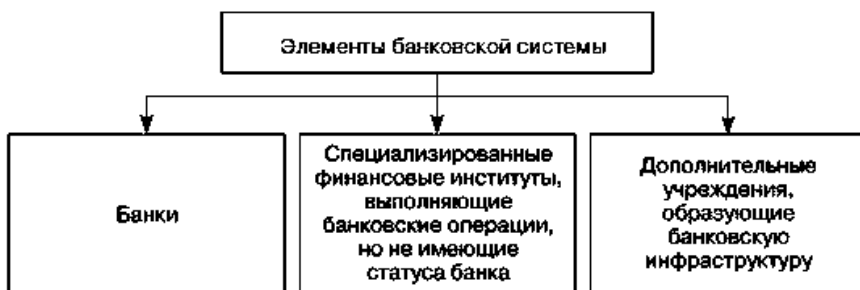 Элементы банковской системы
Банки
Специализированные
финансовые институты,
выполняющие
банковские операции,
но не имеющие
статуса банка
Дополнительные
учреждения,
образующие
банковскую
инфраструктуру